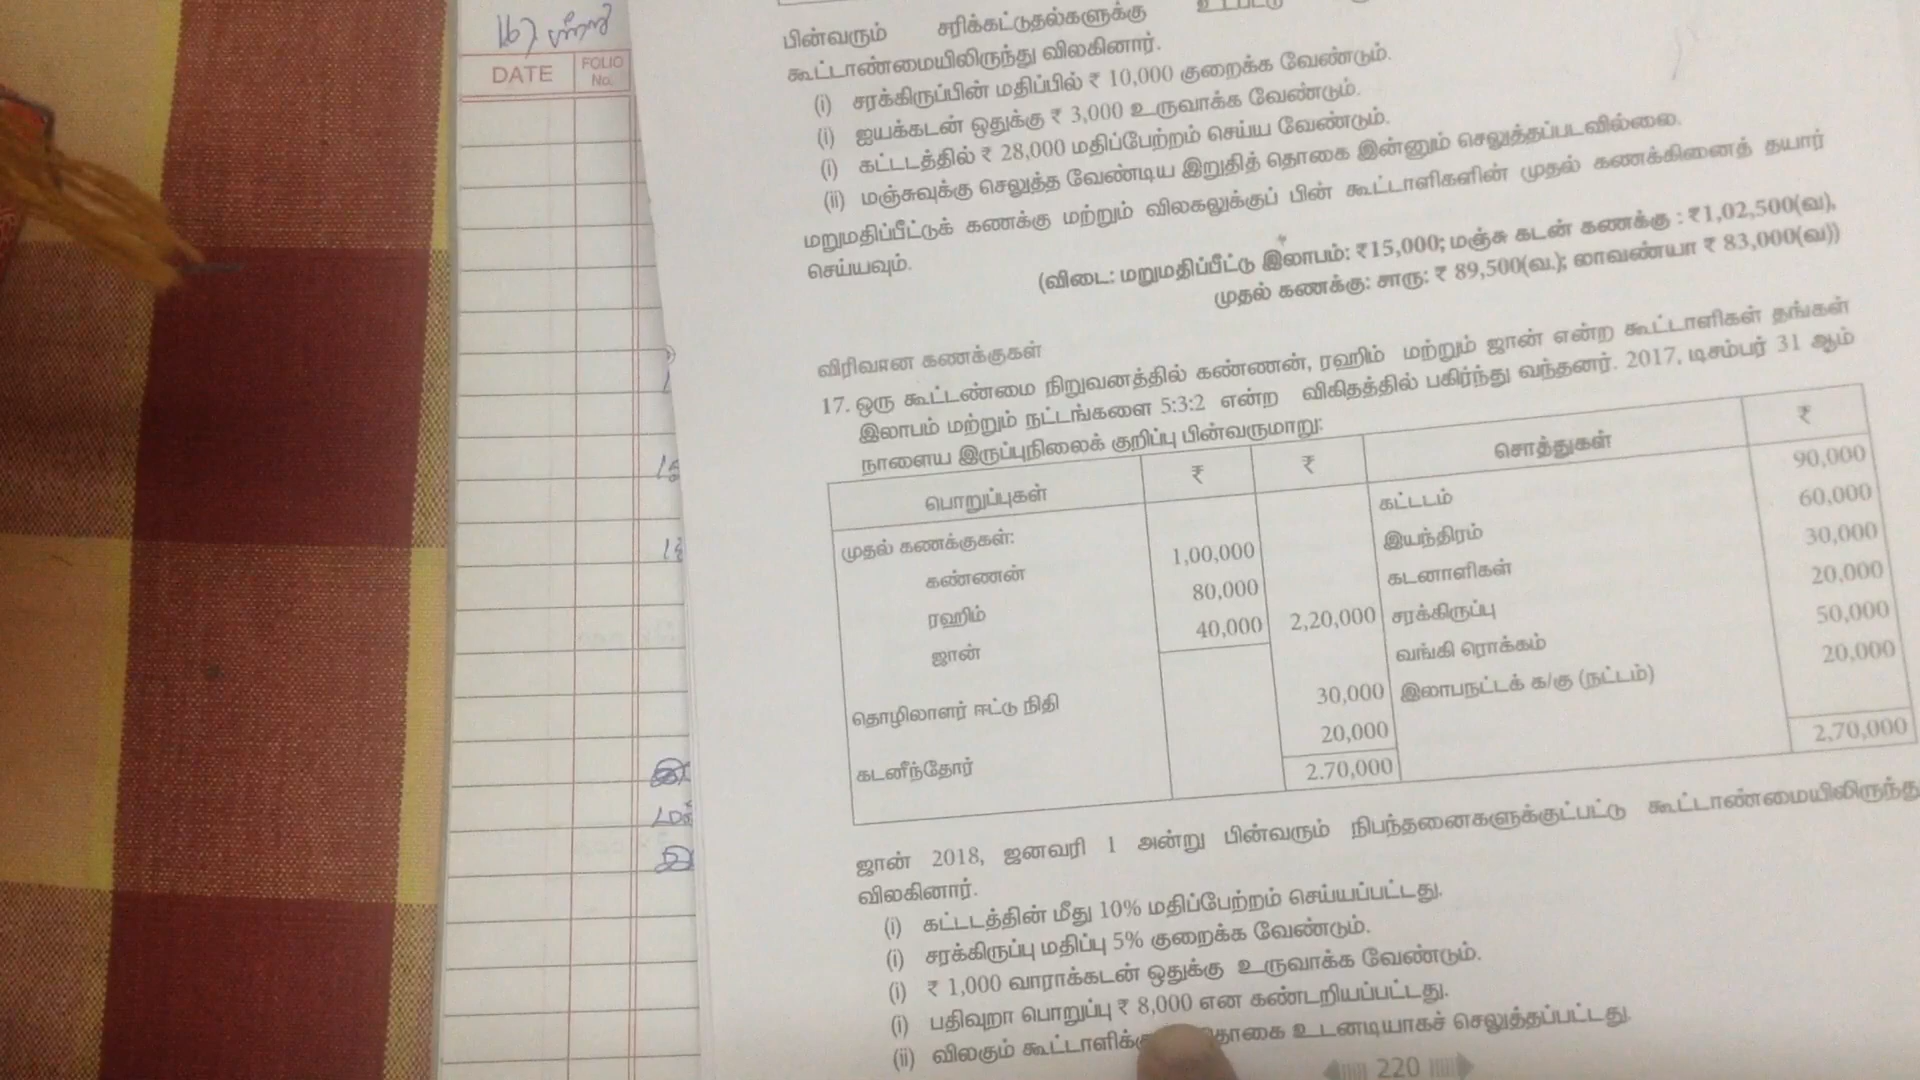 16)
DATE
FOLIO
No.
பின்வரும் சரிக்கட்டுதல்களுக்கு
கூட்டாண்மையிலிருந்து விலகினார்.
(i) சரக்கிருப்பின் மதிப்பில் ₹ 10,000 குறைக்க வேண்டும்.
(i) ஐயக்கடன் ஒதுக்கு ₹ 3,000 உருவாக்க வேண்டும்.
(i) கட்டடத்தில் ₹ 28,000 மதிப்பேற்றம் செய்ய வேண்டும்.
(ii) மஞ்சுவுக்கு செலுத்த வேண்டிய இறுதித் தொகை இன்னும் செலுத்தப்படவில்லை.
மறுமதிப்பீட்டுக் கணக்கு மற்றும் விலகலுக்குப் பின் கூட்டாளிகளின் முதல் கணக்கினைத் தயார்
செய்யவும்.
(விடை: மறுமதிப்பீட்டு இலாபம்: ₹15,000; மஞ்சு கடன் கணக்கு : ₹1,02,500(வ),
முதல் கணக்கு: சாரு: ₹ 89,500(வ.); லாவண்யா ₹ 83,000(வ))
விரிவான கணக்குகள்
17. ஒரு கூட்டண்மை நிறுவனத்தில் கண்ணன், ரஹிம் மற்றும் ஜான் என்ற கூட்டாளிகள் தங்கள்
இலாபம் மற்றும் நட்டங்களை 5:3:2 என்ற விகிதத்தில் பகிர்ந்து வந்தனர். 2017, டிசம்பர் 31 ஆம்
நாளைய இருப்புநிலைக் குறிப்பு பின்வருமாறு:
பொறுப்புகள் ₹ ₹ சொத்துகள் ₹
முதல் கணக்குகள்: கட்டடம் 90,000
கண்ணன் 1,00,000 இயந்திரம் 60,000
ரஹிம் 80,000 கடனாளிகள் 30,000
ஜான் 40,000 2,20,000 சரக்கிருப்பு 20,000
வங்கி ரொக்கம் 50,000
தொழிலாளர் ஈட்டு நிதி 30,000 இலாபநட்டக் க/கு (நட்டம்) 20,000
கடனீந்தோர் 20,000
2.70,000 2,70,000
ஜான் 2018, ஜனவரி 1 அன்று பின்வரும் நிபந்தனைகளுக்குட்பட்டு கூட்டாண்மையிலிருந்து
விலகினார்.
(i) கட்டடத்தின் மீது 10% மதிப்பேற்றம் செய்யப்பட்டது.
(i) சரக்கிருப்பு மதிப்பு 5% குறைக்க வேண்டும்.
(i) ₹ 1,000 வாராக்கடன் ஒதுக்கு உருவாக்க வேண்டும்.
(i) பதிவுறா பொறுப்பு ₹ 8,000 என கண்டறியப்பட்டது.
(ii) விலகும் தொகை உடனடியாகச் செலுத்தப்பட்டது.
220